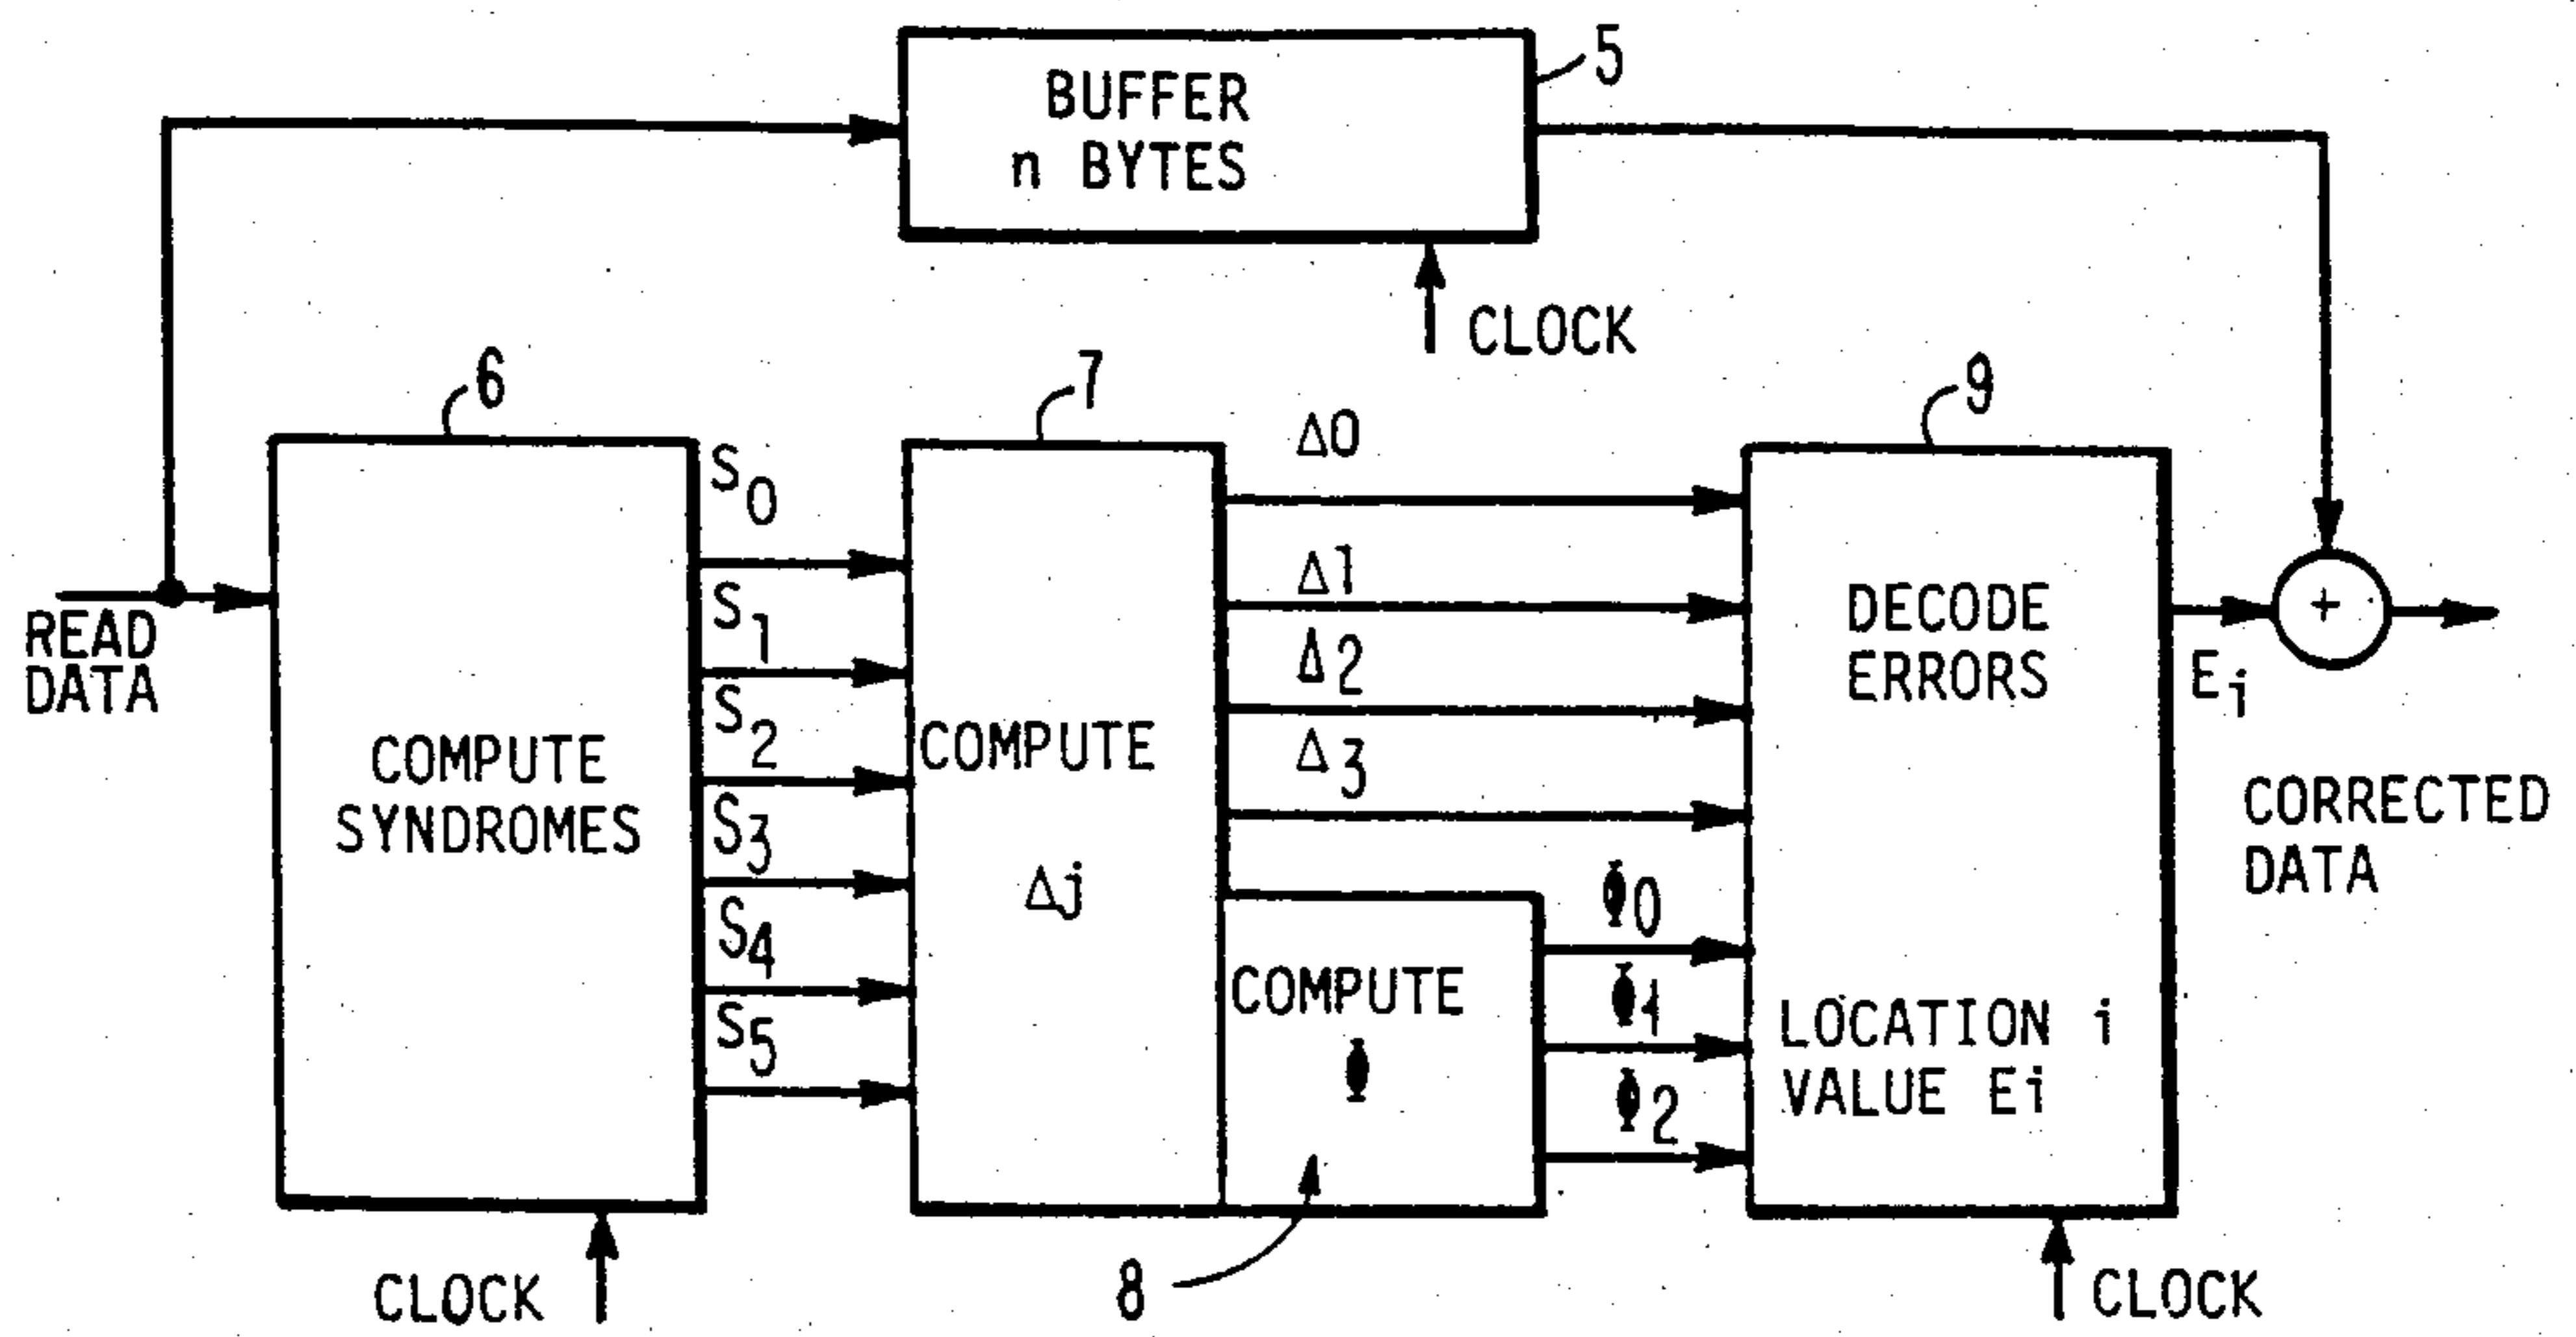 5
BUFFER
n BYTES
CLOCK
6
7
9
READ
DATA
COMPUTE
SYNDROMES
CLOCK
S0
S1
S2
S3
S4
S5
COMPUTE
Δj
Δ0
Δ1
Δ2
Δ3
COMPUTE
Φ
8
Φ0
Φ1
Φ2
DECODE
ERRORS
LOCATION i
VALUE Ei
CLOCK
Ei
+
CORRECTED
DATA